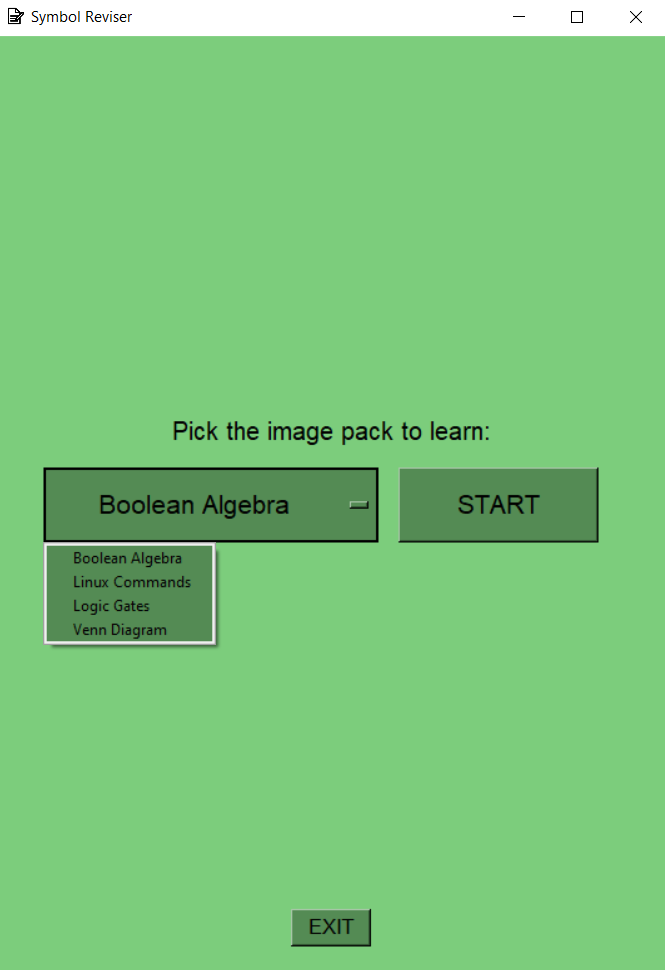 Symbol Reviser
Pick the image pack to learn:
Boolean Algebra
START
Boolean Algebra
Linux Commands
Logic Gates
Venn Diagram
EXIT